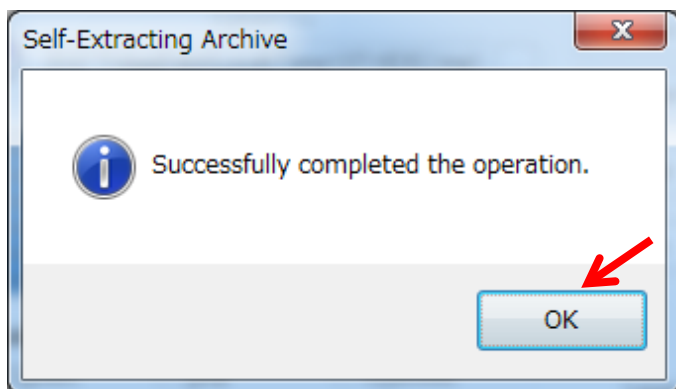 Self-Extracting Archive
Successfully completed the operation.
OK